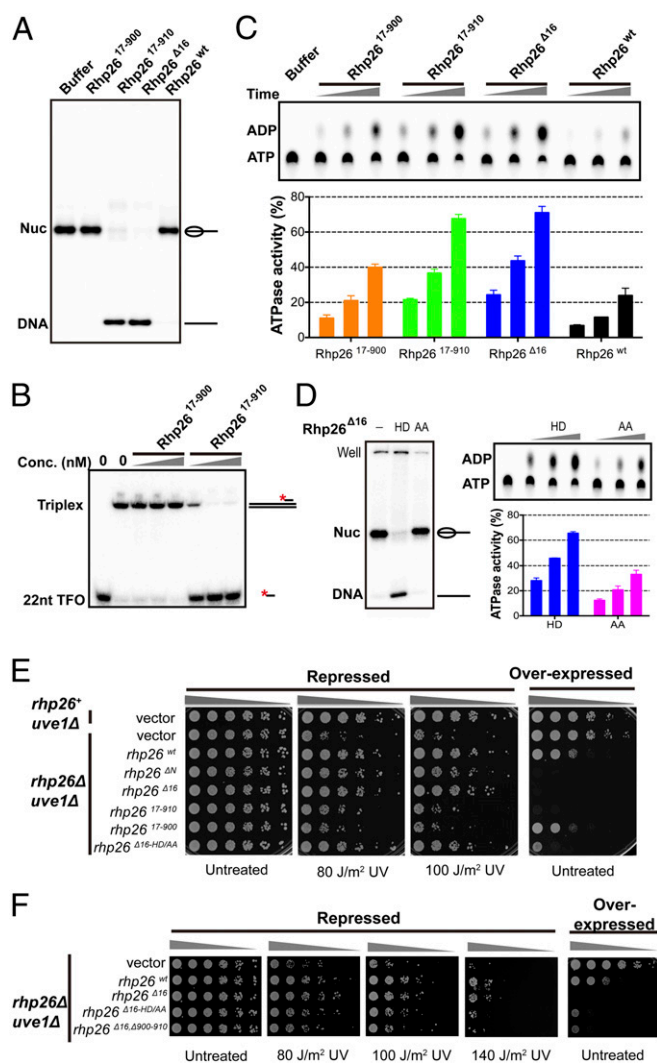 A
Buffer
Rhp26 17-900
Rhp26 17-910
Rhp26 Δ16
Rhp26 wt
Nuc
DNA
B
Rhp26 17-900
Rhp26 17-910
Conc. (nM) 0 0
Triplex
*
22nt TFO
*
C
Buffer
Rhp26 17-900
Rhp26 17-910
Rhp26 Δ16
Rhp26 wt
Time
ADP
ATP
ATPase activity (%)
80
60
40
20
Rhp26 17-900 Rhp26 17-910 Rhp26 Δ16 Rhp26 wt
D
Rhp26 Δ16 – HD AA
Well
Nuc
DNA
HD AA
ADP
ATP
ATPase activity (%)
80
60
40
20
0
HD AA
E
Repressed Over-expressed
rhp26+
uve1Δ
vector
rhp26Δ
uve1Δ
vector
rhp26 wt
rhp26 ΔN
rhp26 Δ16
rhp26 17-910
rhp26 17-900
rhp26 Δ16-HD/AA
Untreated 80 J/m² UV 100 J/m² UV Untreated
F
Repressed
Over-
expressed
rhp26Δ
uve1Δ
vector
rhp26 wt
rhp26 Δ16
rhp26 Δ16-HD/AA
rhp26 Δ16,Δ900-910
Untreated 80 J/m² UV 100 J/m² UV 140 J/m² UV Untreated